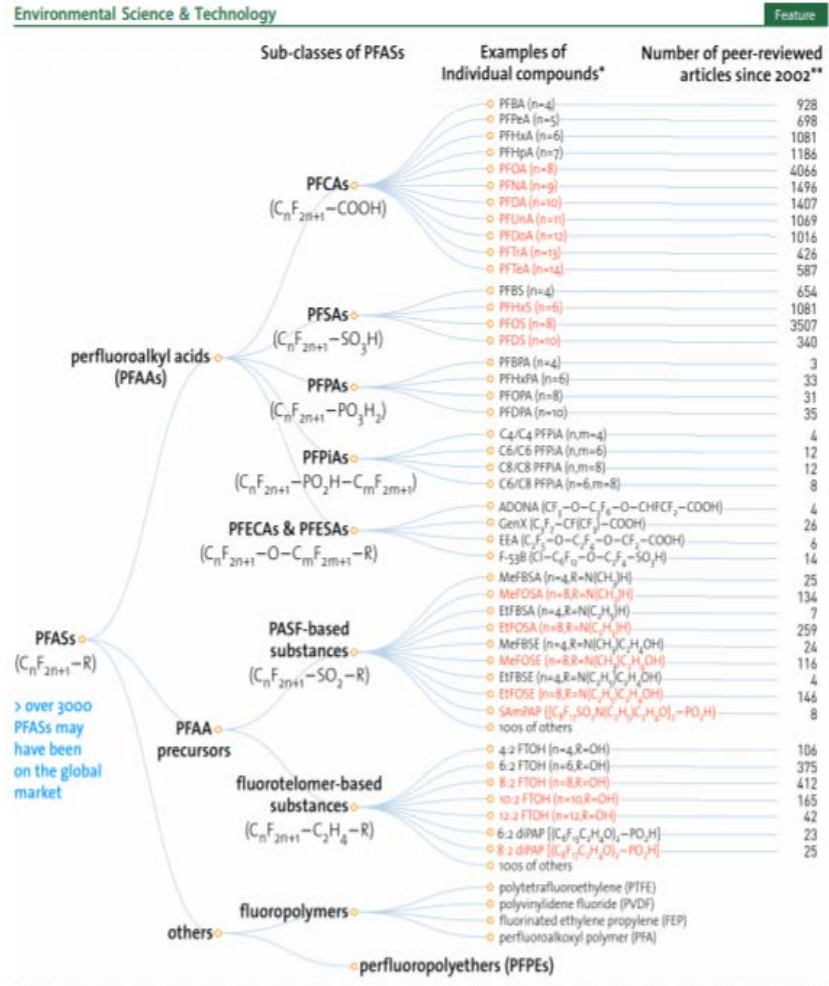 Environmental Science & Technology
Feature
Sub-classes of PFASs
Examples of
Individual compounds*
Number of peer-reviewed
articles since 2002**
PFASs
(CₙF₂ₙ₊₁−R)
> over 3000
PFASs may
have been
on the global
market
perfluoroalkyl acids
(PFAAs)
PFCAs
(CₙF₂ₙ₊₁−COOH)
PFBA (n=4) 928
PFPeA (n=5) 698
PFHxA (n=6) 1081
PFHpA (n=7) 1186
PFOA (n=8) 4066
PFNA (n=9) 1496
PFDA (n=10) 1407
PFUnA (n=11) 1069
PFDoA (n=12) 1016
PFTrA (n=13) 426
PFTeA (n=14) 587
PFSAs
(CₙF₂ₙ₊₁−SO₃H)
PFBS (n=4) 654
PFHxS (n=6) 1081
PFOS (n=8) 3507
PFDS (n=10) 340
PFPAs
(CₙF₂ₙ₊₁−PO₃H₂)
PFBPA (n=4) 3
PFHxPA (n=6) 33
PFOPA (n=8) 31
PFDPA (n=10) 35
PFPiAs
(CₙF₂ₙ₊₁−PO₂H−CₘF₂ₘ₊₁)
C4/C4 PFPiA (n,m=4) 4
C6/C6 PFPiA (n,m=6) 12
C8/C8 PFPiA (n,m=8) 12
C6/C8 PFPiA (n=6,m=8) 8
PFECAs & PFESAs
(CₙF₂ₙ₊₁−O−CₘF₂ₘ₊₁−R)
ADONA (CF₃−O−C₃F₆−O−CHFCF₂−COOH) 4
GenX (C₃F₇−CF(CF₃)−COOH) 26
EEA (C₂F₅−O−C₂F₄−O−CF₂−COOH) 6
F-53B (Cl−C₆F₁₂−O−C₂F₄−SO₃H) 14
PFAA
precursors
PASF-based
substances
(CₙF₂ₙ₊₁−SO₂−R)
MeFBSA (n=4,R=N(CH₃)H) 25
MeFOSA (n=8,R=N(CH₃)H) 134
EtFBSA (n=4,R=N(C₂H₅)H) 7
EtFOSA (n=8,R=N(C₂H₅)H) 259
MeFBSE (n=4,R=N(CH₃)C₂H₄OH) 24
MeFOSE (n=8,R=N(CH₃)C₂H₄OH) 116
EtFBSE (n=4,R=N(C₂H₅)C₂H₄OH) 4
EtFOSE (n=8,R=N(C₂H₅)C₂H₄OH) 146
SAmPAP {[C₈F₁₇SO₂N(C₂H₅)C₂H₄O]₂−PO₂H} 8
100s of others
fluorotelomer-based
substances
(CₙF₂ₙ₊₁−C₂H₄−R)
4:2 FTOH (n=4,R=OH) 106
6:2 FTOH (n=6,R=OH) 375
8:2 FTOH (n=8,R=OH) 412
10:2 FTOH (n=10,R=OH) 165
12:2 FTOH (n=12,R=OH) 42
6:2 diPAP [(C₆F₁₃C₂H₄O)₂−PO₂H] 23
8:2 diPAP [(C₈F₁₇C₂H₄O)₂−PO₂H] 25
100s of others
others
fluoropolymers
polytetrafluoroethylene (PTFE)
polyvinylidene fluoride (PVDF)
fluorinated ethylene propylene (FEP)
perfluoroalkoxyl polymer (PFA)
perfluoropolyethers (PFPEs)